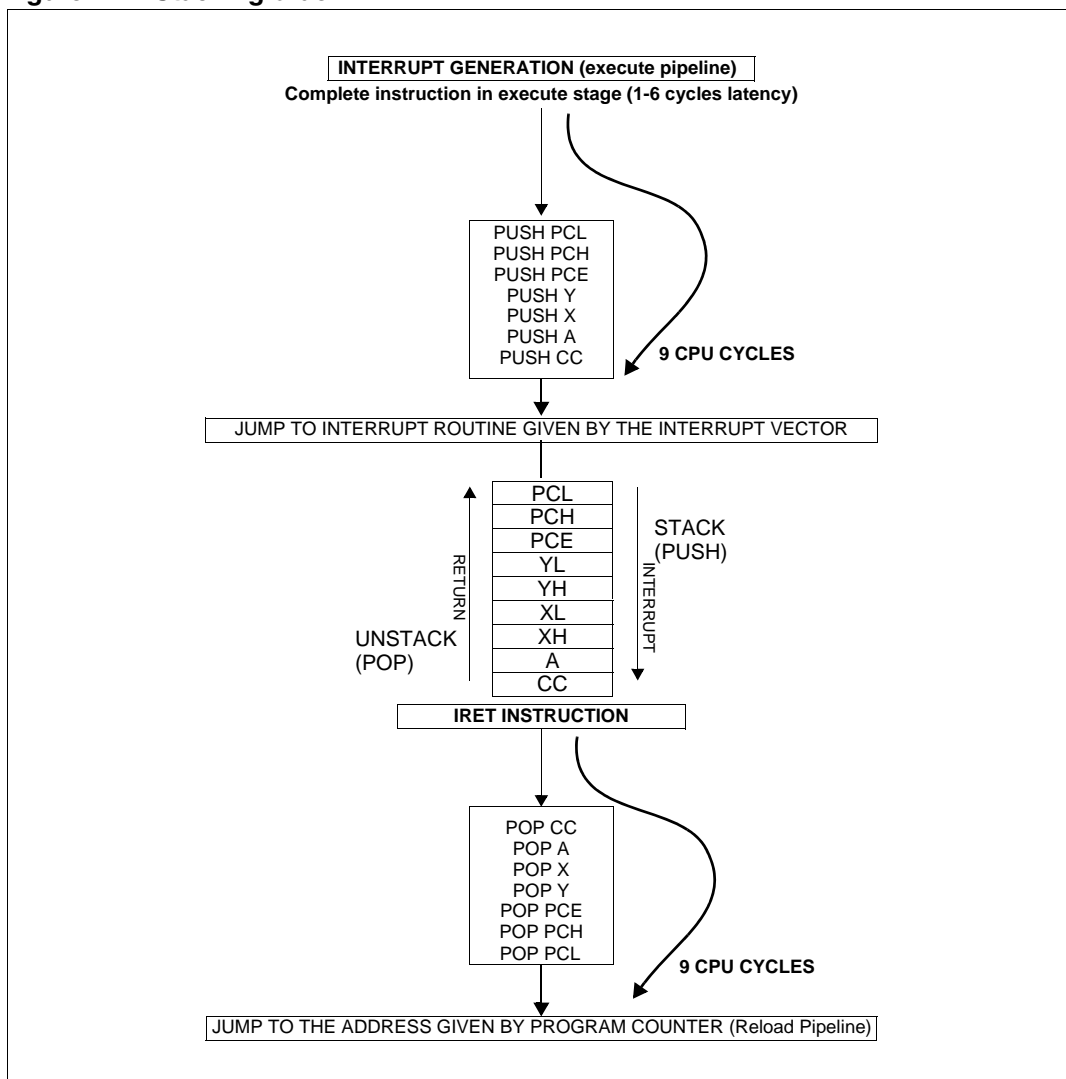 INTERRUPT GENERATION (execute pipeline)
Complete instruction in execute stage (1-6 cycles latency)
PUSH PCL
PUSH PCH
PUSH PCE
PUSH Y
PUSH X
PUSH A
PUSH CC
9 CPU CYCLES
JUMP TO INTERRUPT ROUTINE GIVEN BY THE INTERRUPT VECTOR
PCL
PCH
PCE
YL
YH
XL
XH
A
CC
RETURN
UNSTACK
(POP)
STACK
(PUSH)
INTERRUPT
IRET INSTRUCTION
POP CC
POP A
POP X
POP Y
POP PCE
POP PCH
POP PCL
9 CPU CYCLES
JUMP TO THE ADDRESS GIVEN BY PROGRAM COUNTER (Reload Pipeline)